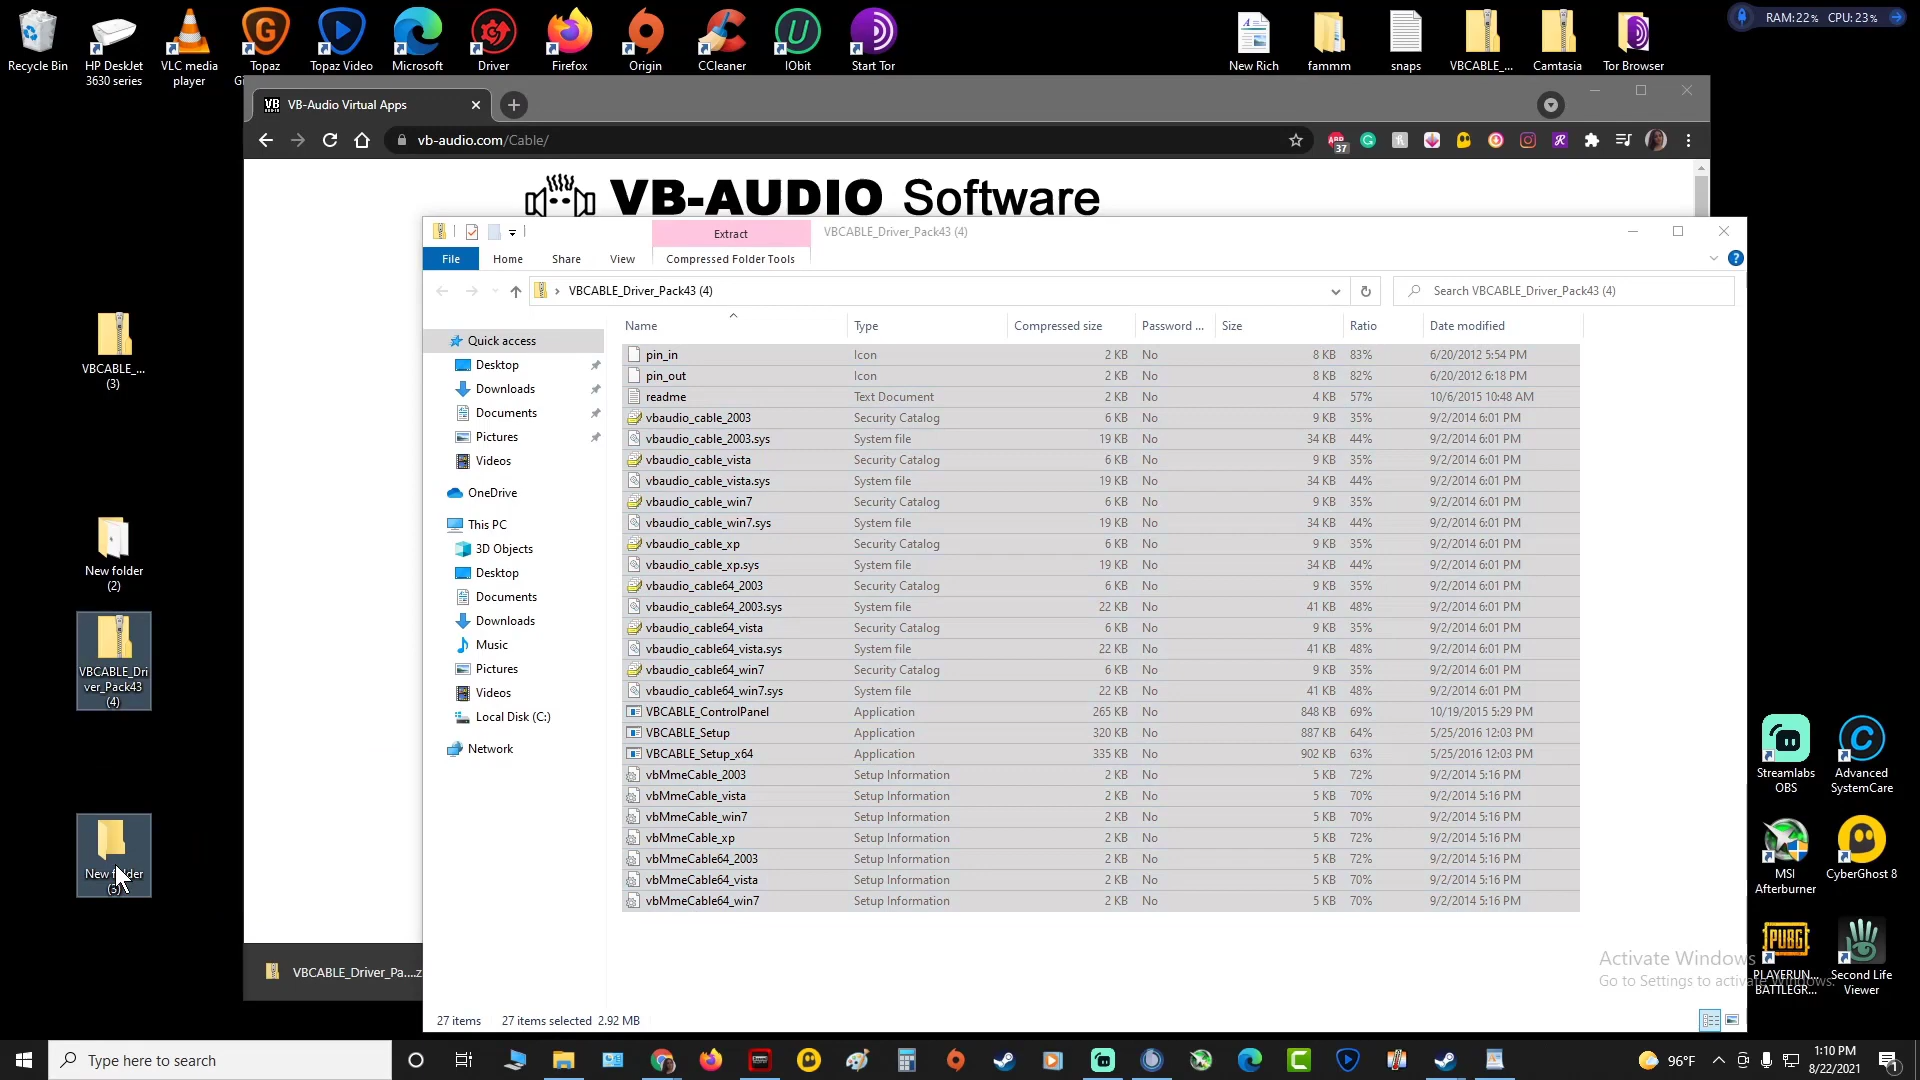 Recycle Bin
HP DeskJet
3630 series
VLC media
player
Topaz
Topaz Video
Microsoft
Driver
Firefox
Origin
CCleaner
IObit
Start Tor
New Rich
fammm
snaps
VBCABLE_...
Camtasia
Tor Browser
RAM:22% CPU: 23%
VB-Audio Virtual Apps
vb-audio.com/Cable/
37
VB-AUDIO Software
Extract
VBCABLE_Driver_Pack43 (4)
File
Home
Share
View
Compressed Folder Tools
VBCABLE_Driver_Pack43 (4)
Search VBCABLE_Driver_Pack43 (4)
Name Type Compressed size Password ... Size Ratio Date modified
pin_in Icon 2 KB No 8 KB 83% 6/20/2012 5:54 PM
pin_out Icon 2 KB No 8 KB 82% 6/20/2012 6:18 PM
readme Text Document 2 KB No 4 KB 57% 10/6/2015 10:48 AM
vbaudio_cable_2003 Security Catalog 6 KB No 9 KB 35% 9/2/2014 6:01 PM
vbaudio_cable_2003.sys System file 19 KB No 34 KB 44% 9/2/2014 6:01 PM
vbaudio_cable_vista Security Catalog 6 KB No 9 KB 35% 9/2/2014 6:01 PM
vbaudio_cable_vista.sys System file 19 KB No 34 KB 44% 9/2/2014 6:01 PM
vbaudio_cable_win7 Security Catalog 6 KB No 9 KB 35% 9/2/2014 6:01 PM
vbaudio_cable_win7.sys System file 19 KB No 34 KB 44% 9/2/2014 6:01 PM
vbaudio_cable_xp Security Catalog 6 KB No 9 KB 35% 9/2/2014 6:01 PM
vbaudio_cable_xp.sys System file 19 KB No 34 KB 44% 9/2/2014 6:01 PM
vbaudio_cable64_2003 Security Catalog 6 KB No 9 KB 35% 9/2/2014 6:01 PM
vbaudio_cable64_2003.sys System file 22 KB No 41 KB 48% 9/2/2014 6:01 PM
vbaudio_cable64_vista Security Catalog 6 KB No 9 KB 35% 9/2/2014 6:01 PM
vbaudio_cable64_vista.sys System file 22 KB No 41 KB 48% 9/2/2014 6:01 PM
vbaudio_cable64_win7 Security Catalog 6 KB No 9 KB 35% 9/2/2014 6:01 PM
vbaudio_cable64_win7.sys System file 22 KB No 41 KB 48% 9/2/2014 6:01 PM
VBCABLE_ControlPanel Application 265 KB No 848 KB 69% 10/19/2015 5:29 PM
VBCABLE_Setup Application 320 KB No 887 KB 64% 5/25/2016 12:03 PM
VBCABLE_Setup_x64 Application 335 KB No 902 KB 63% 5/25/2016 12:03 PM
vbMmeCable_2003 Setup Information 2 KB No 5 KB 72% 9/2/2014 5:16 PM
vbMmeCable_vista Setup Information 2 KB No 5 KB 70% 9/2/2014 5:16 PM
vbMmeCable_win7 Setup Information 2 KB No 5 KB 70% 9/2/2014 5:16 PM
vbMmeCable_xp Setup Information 2 KB No 5 KB 72% 9/2/2014 5:16 PM
vbMmeCable64_2003 Setup Information 2 KB No 5 KB 72% 9/2/2014 5:16 PM
vbMmeCable64_vista Setup Information 2 KB No 5 KB 70% 9/2/2014 5:16 PM
vbMmeCable64_win7 Setup Information 2 KB No 5 KB 70% 9/2/2014 5:16 PM
Quick access
Desktop
Downloads
Documents
Pictures
Videos
OneDrive
This PC
3D Objects
Desktop
Documents
Downloads
Music
Pictures
Videos
Local Disk (C:)
Network
27 items 27 items selected 2.92 MB
VBCABLE_...
(3)
New folder
(2)
VBCABLE_Dri
ver_Pack43
(4)
VBCABLE_Driver_Pa....z
Streamlabs
OBS
Advanced
SystemCare
MSI
Afterburner
CyberGhost 8
PUBG
PLAYERUN...
BATTLEGR...
Second Life
Viewer
Activate Windows
Go to Settings to activate Windows.
Type here to search
96°F
1:10 PM
8/22/2021
1